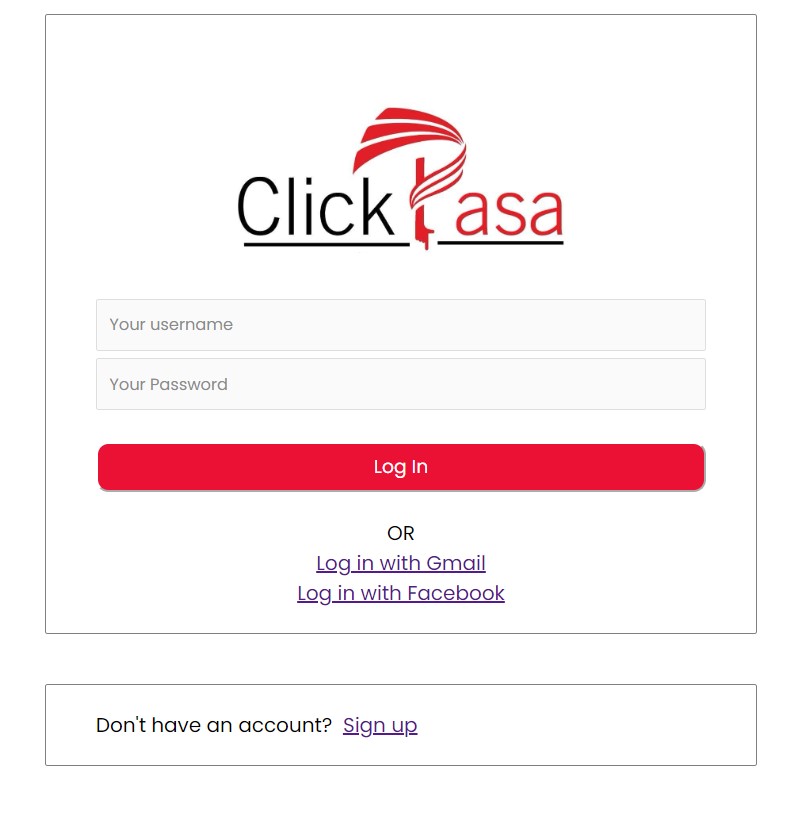 ClickPasa
Your username
Your Password
Log In
OR
Log in with Gmail
Log in with Facebook
Don't have an account? Sign up